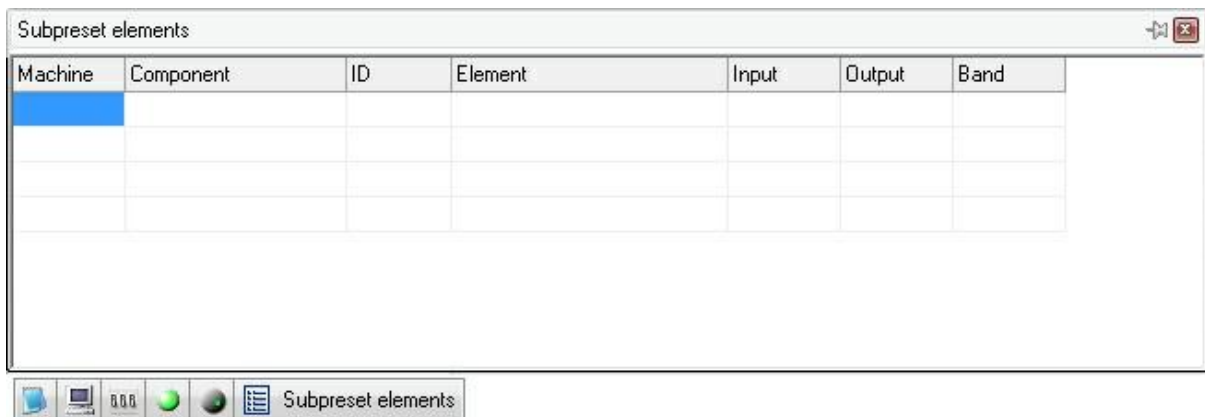 Subpreset elements
Machine Component ID Element Input Output Band
Subpreset elements